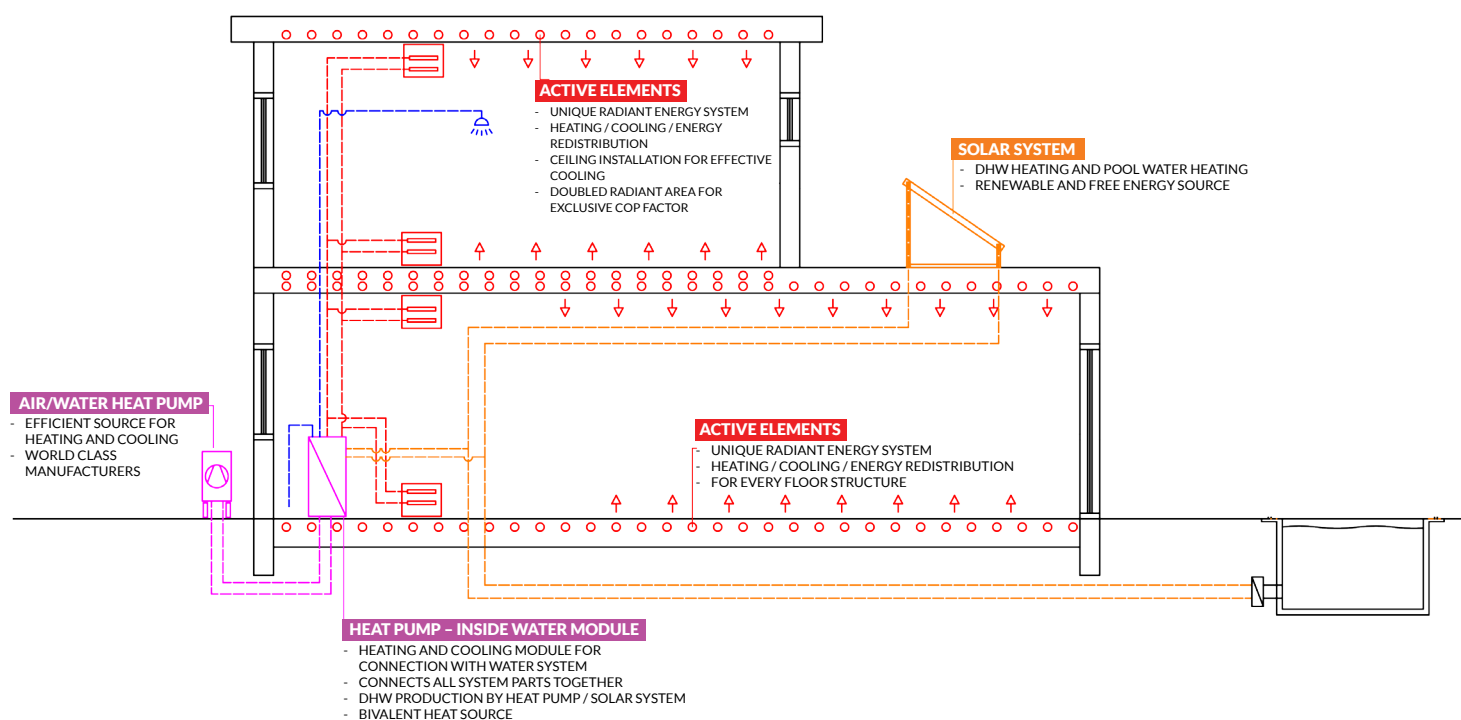 ACTIVE ELEMENTS
- UNIQUE RADIANT ENERGY SYSTEM
- HEATING / COOLING / ENERGY
REDISTRIBUTION
- CEILING INSTALLATION FOR EFFECTIVE
COOLING
- DOUBLED RADIANT AREA FOR
EXCLUSIVE COP FACTOR
SOLAR SYSTEM
- DHW HEATING AND POOL WATER HEATING
- RENEWABLE AND FREE ENERGY SOURCE
AIR/WATER HEAT PUMP
- EFFICIENT SOURCE FOR
HEATING AND COOLING
- WORLD CLASS
MANUFACTURERS
ACTIVE ELEMENTS
- UNIQUE RADIANT ENERGY SYSTEM
- HEATING / COOLING / ENERGY REDISTRIBUTION
- FOR EVERY FLOOR STRUCTURE
HEAT PUMP – INSIDE WATER MODULE
- HEATING AND COOLING MODULE FOR
CONNECTION WITH WATER SYSTEM
- CONNECTS ALL SYSTEM PARTS TOGETHER
- DHW PRODUCTION BY HEAT PUMP / SOLAR SYSTEM
- BIVALENT HEAT SOURCE